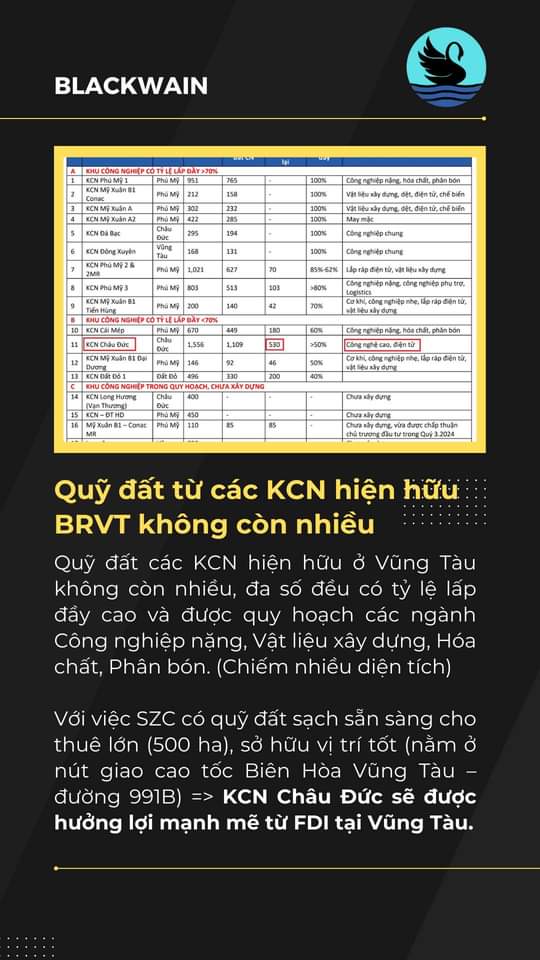 BLACKWAIN
lại
A KHU CÔNG NGHIỆP CÓ TỶ LỆ LẤP ĐẦY >70%
1 KCN Phú Mỹ 1 Phú Mỹ 951 765 - 100% Công nghiệp nặng, hóa chất, phân bón
2 KCN Mỹ Xuân B1 Conac Phú Mỹ 212 158 - 100% Vật liệu xây dựng, dệt, điện tử, chế biến
3 KCN Mỹ Xuân A Phú Mỹ 302 232 - 100% Vật liệu xây dựng, dệt, điện tử, chế biến
4 KCN Mỹ Xuân A2 Phú Mỹ 422 285 - 100% May mặc
5 KCN Đá Bạc Châu Đức 295 194 - 100% Công nghiệp chung
6 KCN Đông Xuyên Vũng Tàu 168 131 - 100% Công nghiệp chung
7 KCN Phú Mỹ 2 & 2MR Phú Mỹ 1,021 627 70 85%-62% Lắp ráp điện tử, vật liệu xây dựng
8 KCN Phú Mỹ 3 Phú Mỹ 803 513 103 >80% Công nghiệp nặng, công nghiệp phụ trợ, Logistics
9 KCN Mỹ Xuân B1 Tiến Hùng Phú Mỹ 200 140 42 70% Cơ khí, công nghiệp nhẹ, lắp ráp điện tử, vật liệu xây dựng
B KHU CÔNG NGHIỆP CÓ TỶ LỆ LẤP ĐẦY <70%
10 KCN Cái Mép Phú Mỹ 670 449 180 60% Công nghiệp nặng, hóa chất, phân bón
11 KCN Châu Đức Châu Đức 1,556 1,109 530 >50% Công nghệ cao, điện tử
12 KCN Mỹ Xuân B1 Đại Dương Phú Mỹ 146 92 46 50% Cơ khí, công nghiệp nhẹ, lắp ráp điện tử, vật liệu xây dựng
13 KCN Đất Đỏ 1 Đất Đỏ 496 330 200 40% Công nghiệp chung
C KHU CÔNG NGHIỆP TRONG QUY HOẠCH, CHƯA XÂY DỰNG
14 KCN Long Hương (Vạn Thương) Châu Đức 400 - - - Chưa xây dựng
15 KCN – ĐT HD Phú Mỹ 450 - - - Chưa xây dựng
16 Mỹ Xuân B1 – Conac MR Phú Mỹ 110 85 85 - Chưa xây dựng, vừa được chấp thuận chủ trương đầu tư trong Quý 3.2024
Quỹ đất từ các KCN hiện hữu
BRVT không còn nhiều
Quỹ đất các KCN hiện hữu ở Vũng Tàu
không còn nhiều, đa số đều có tỷ lệ lấp
đầy cao và được quy hoạch các ngành
Công nghiệp nặng, Vật liệu xây dựng, Hóa
chất, Phân bón. (Chiếm nhiều diện tích)
Với việc SZC có quỹ đất sạch sẵn sàng cho
thuê lớn (500 ha), sở hữu vị trí tốt (nằm ở
nút giao cao tốc Biên Hòa Vũng Tàu –
đường 991B) => KCN Châu Đức sẽ được
hưởng lợi mạnh mẽ từ FDI tại Vũng Tàu.